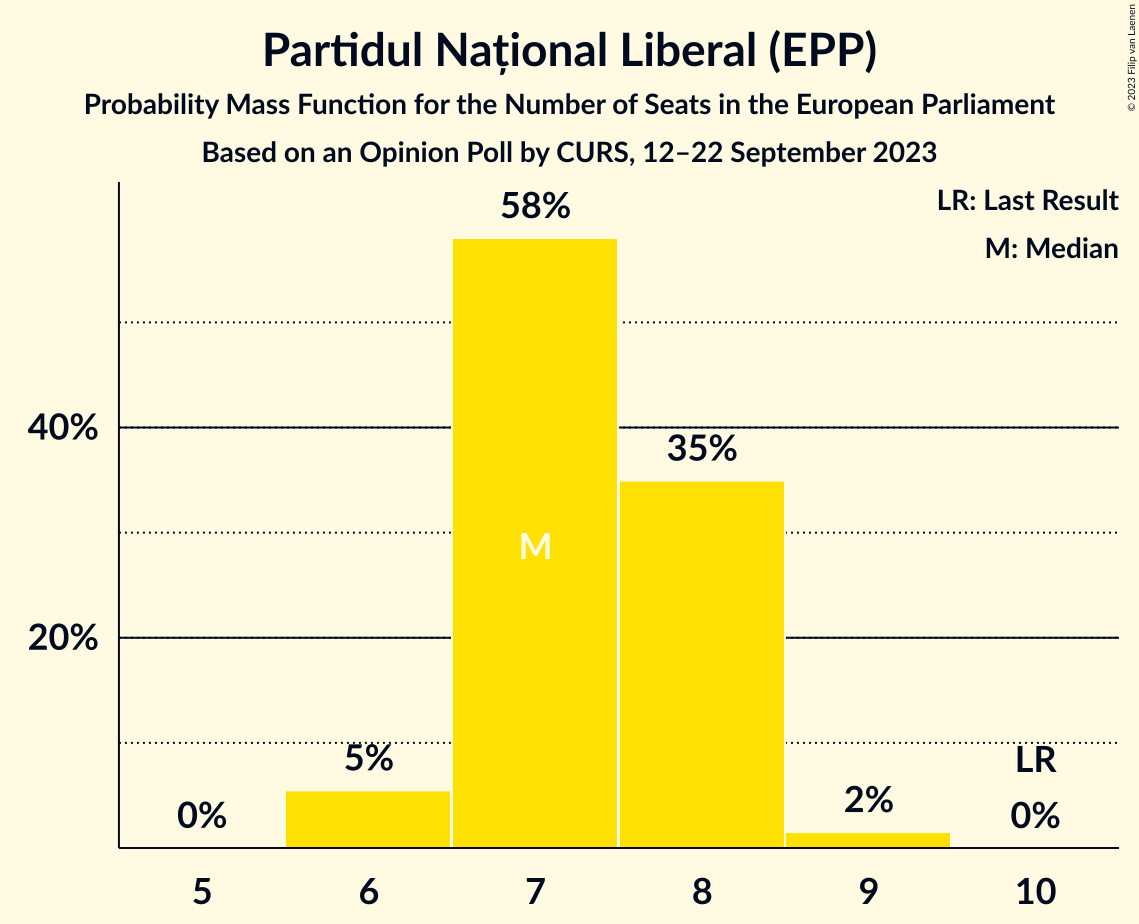 Partidul Național Liberal (EPP)
Probability Mass Function for the Number of Seats in the European Parliament
Based on an Opinion Poll by CURS, 12–22 September 2023
© 2023 Filip van Laenen
LR: Last Result
M: Median
58%
40%
35%
M
20%
5%
LR
2%
0%
0%
5 6 7 8 9 10